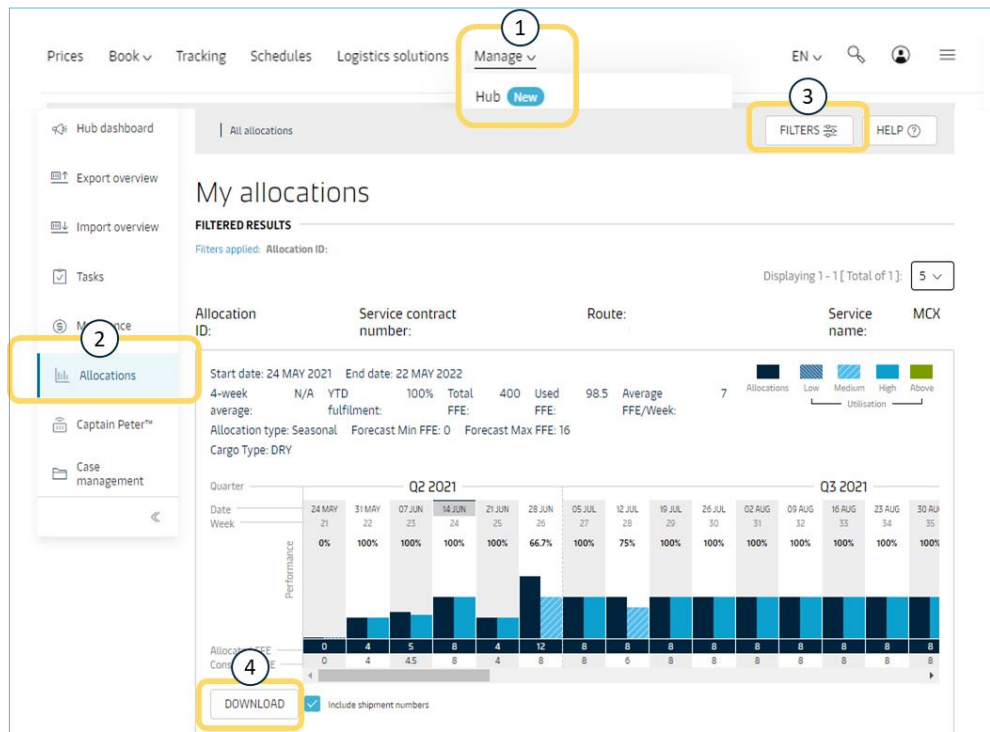 1
Prices Book Tracking Schedules Logistics solutions Manage EN
Hub New
3
Hub dashboard
All allocations
FILTERS HELP
Export overview
My allocations
Import overview
FILTERED RESULTS
Filters applied: Allocation ID:
Tasks
Displaying 1 - 1 [ Total of 1 ]: 5
Allocation ID:
Service contract number:
Route:
Service name:
MCX
2
Allocations
Captain Peter™
Case management
Start date: 24 MAY 2021 End date: 22 MAY 2022
4-week average: N/A YTD fulfilment: 100% Total FFE: 400 Used FFE: 98.5 Average FFE/Week: 7
Allocation type: Seasonal Forecast Min FFE: 0 Forecast Max FFE: 16
Cargo Type: DRY
Allocations Low Medium High Above
Utilisation
Quarter Q2 2021 Q3 2021
Date 24 MAY 31 MAY 07 JUN 14 JUN 21 JUN 28 JUN 05 JUL 12 JUL 19 JUL 26 JUL 02 AUG 09 AUG 16 AUG 23 AUG 30
Week 21 22 23 24 25 26 27 28 29 30 31 32 33 34 35
Performance
0% 100% 100% 100% 100% 66.7% 100% 75% 100% 100% 100% 100% 100% 100% 100%
FFE 0 4 5 8 4 12 8 8 8 8 8 8 8 8 8
0 4 4.5 8 4 8 8 6 8 8 8 8 8 8 8
4
DOWNLOAD Include shipment numbers